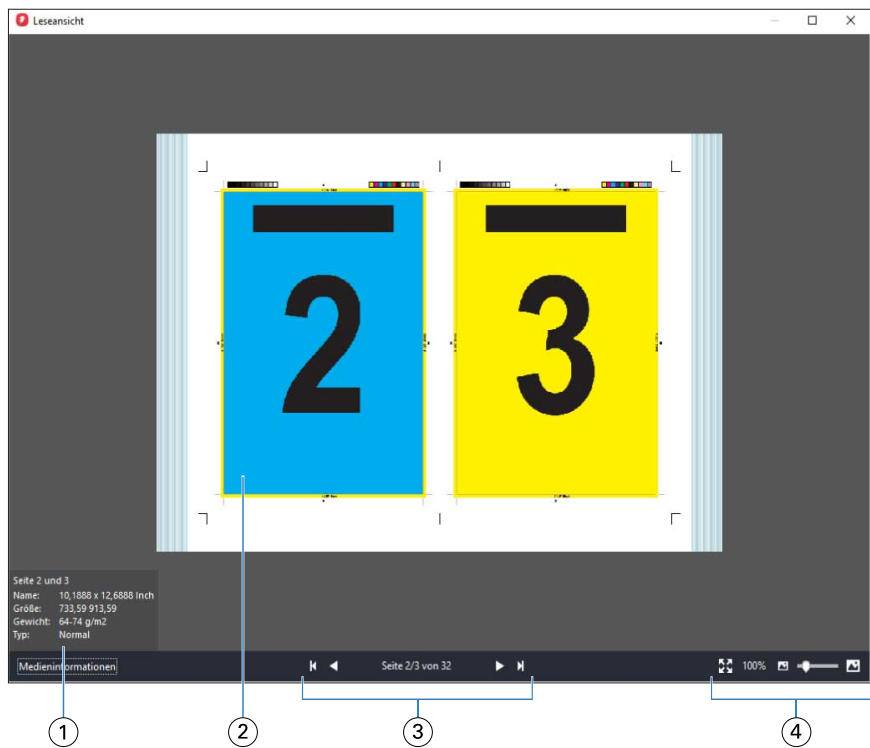 Leseansicht
2 3
Seite 2 und 3
Name: 10,1888 x 12,6888 Inch
Größe: 733,59 913,59
Gewicht: 64-74 g/m2
Typ: Normal
Medieninformationen Seite 2/3 von 32 100%
1 2 3 4